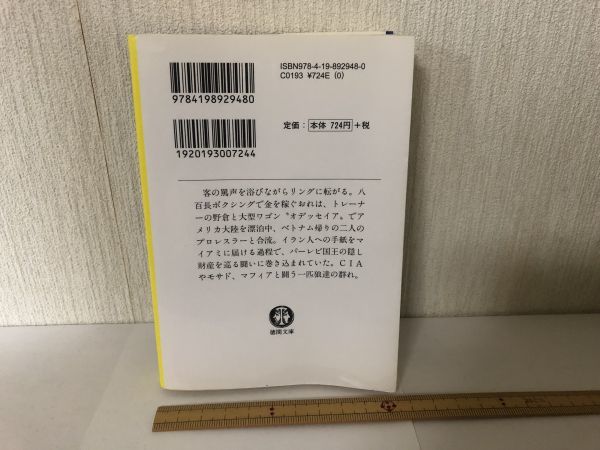 ISBN978-4-19-892948-0
C0193 ¥724E (0)
9784198929480
定価：本体 724円＋税
1920193007244
客の罵声を浴びながらリングに転がる。八
百長ボクシングで金を稼ぐおれは、トレーナ
ーの野倉と大型ワゴン〝オデッセイア〟でア
メリカ大陸を漂泊中、ベトナム帰りの二人の
プロレスラーと合流。イラン人への手紙をマ
イアミに届ける過程で、パーレビ国王の隠し
財産を巡る闘いに巻き込まれていた。ＣＩＡ
やモサド、マフィアと闘う一匹狼達の群れ。
徳間文庫